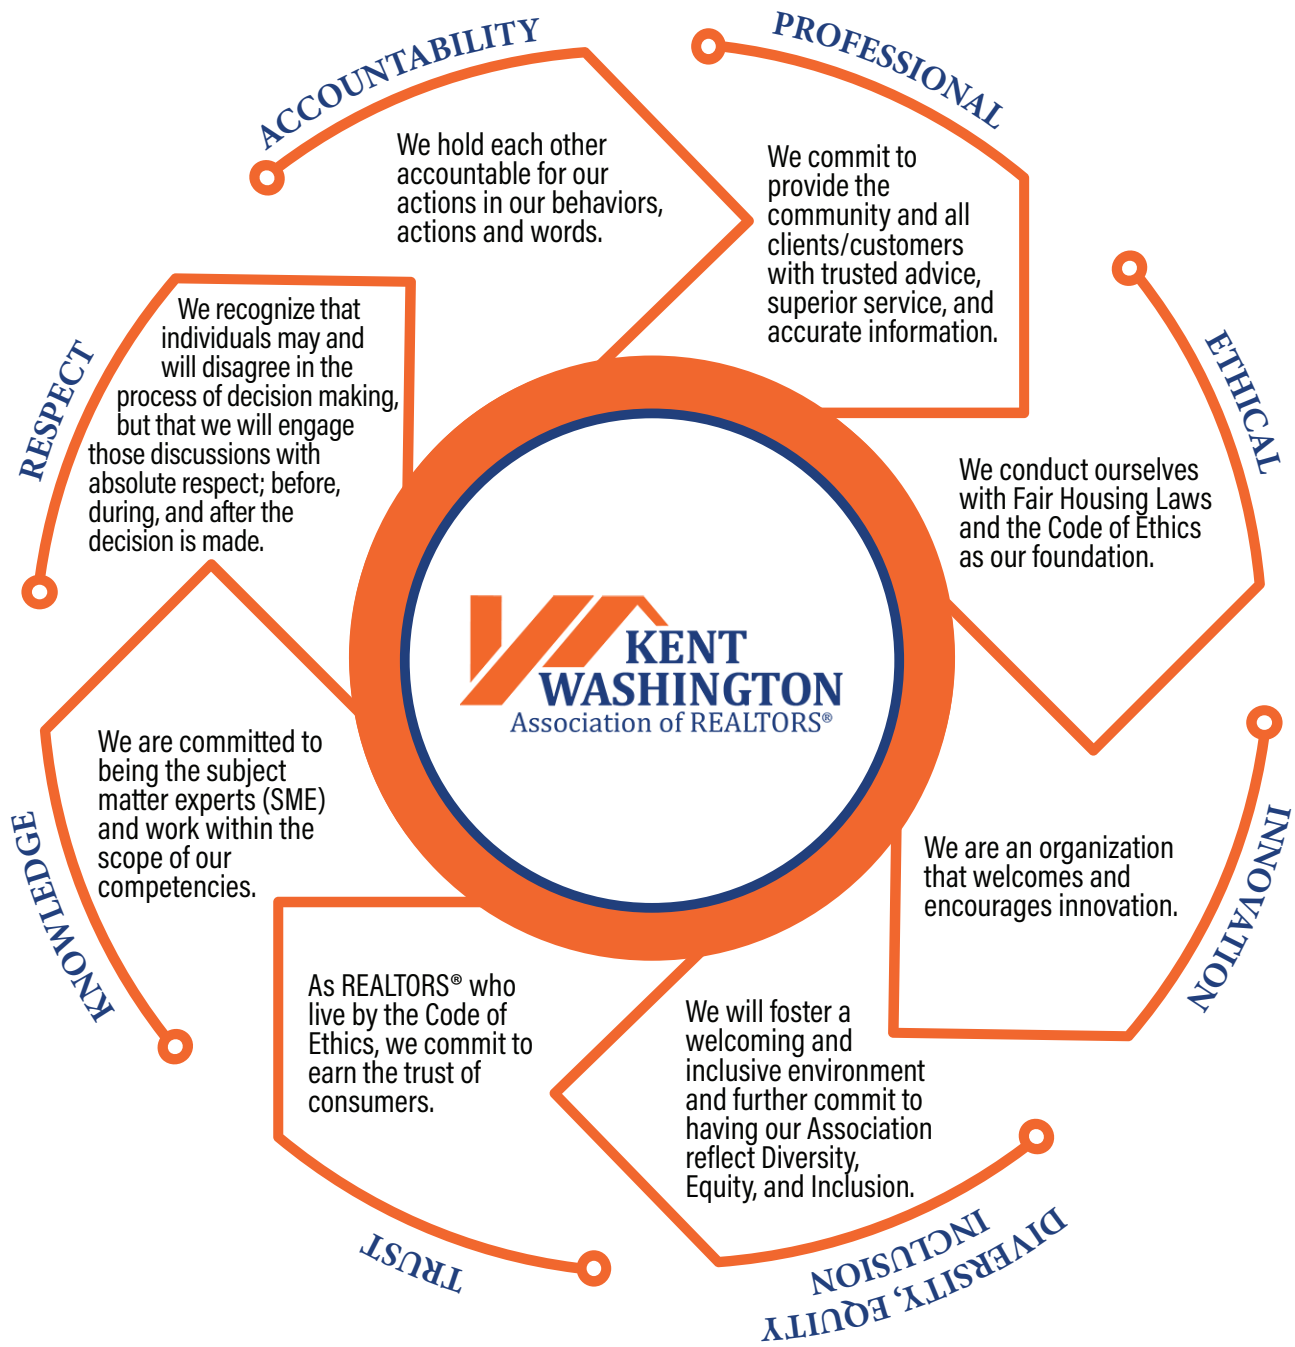 ACCOUNTABILITY
We hold each other
accountable for our
actions in our behaviors,
actions and words.
PROFESSIONAL
We commit to
provide the
community and all
clients/customers
with trusted advice,
superior service, and
accurate information.
ETHICAL
We conduct ourselves
with Fair Housing Laws
and the Code of Ethics
as our foundation.
INNOVATION
We are an organization
that welcomes and
encourages innovation.
DIVERSITY, EQUITY
INCLUSION
We will foster a
welcoming and
inclusive environment
and further commit to
having our Association
reflect Diversity,
Equity, and Inclusion.
TRUST
As REALTORS® who
live by the Code of
Ethics, we commit to
earn the trust of
consumers.
KNOWLEDGE
We are committed to
being the subject
matter experts (SME)
and work within the
scope of our
competencies.
RESPECT
We recognize that
individuals may and
will disagree in the
process of decision making,
but that we will engage
those discussions with
absolute respect; before,
during, and after the
decision is made.
KENT
WASHINGTON
Association of REALTORS®